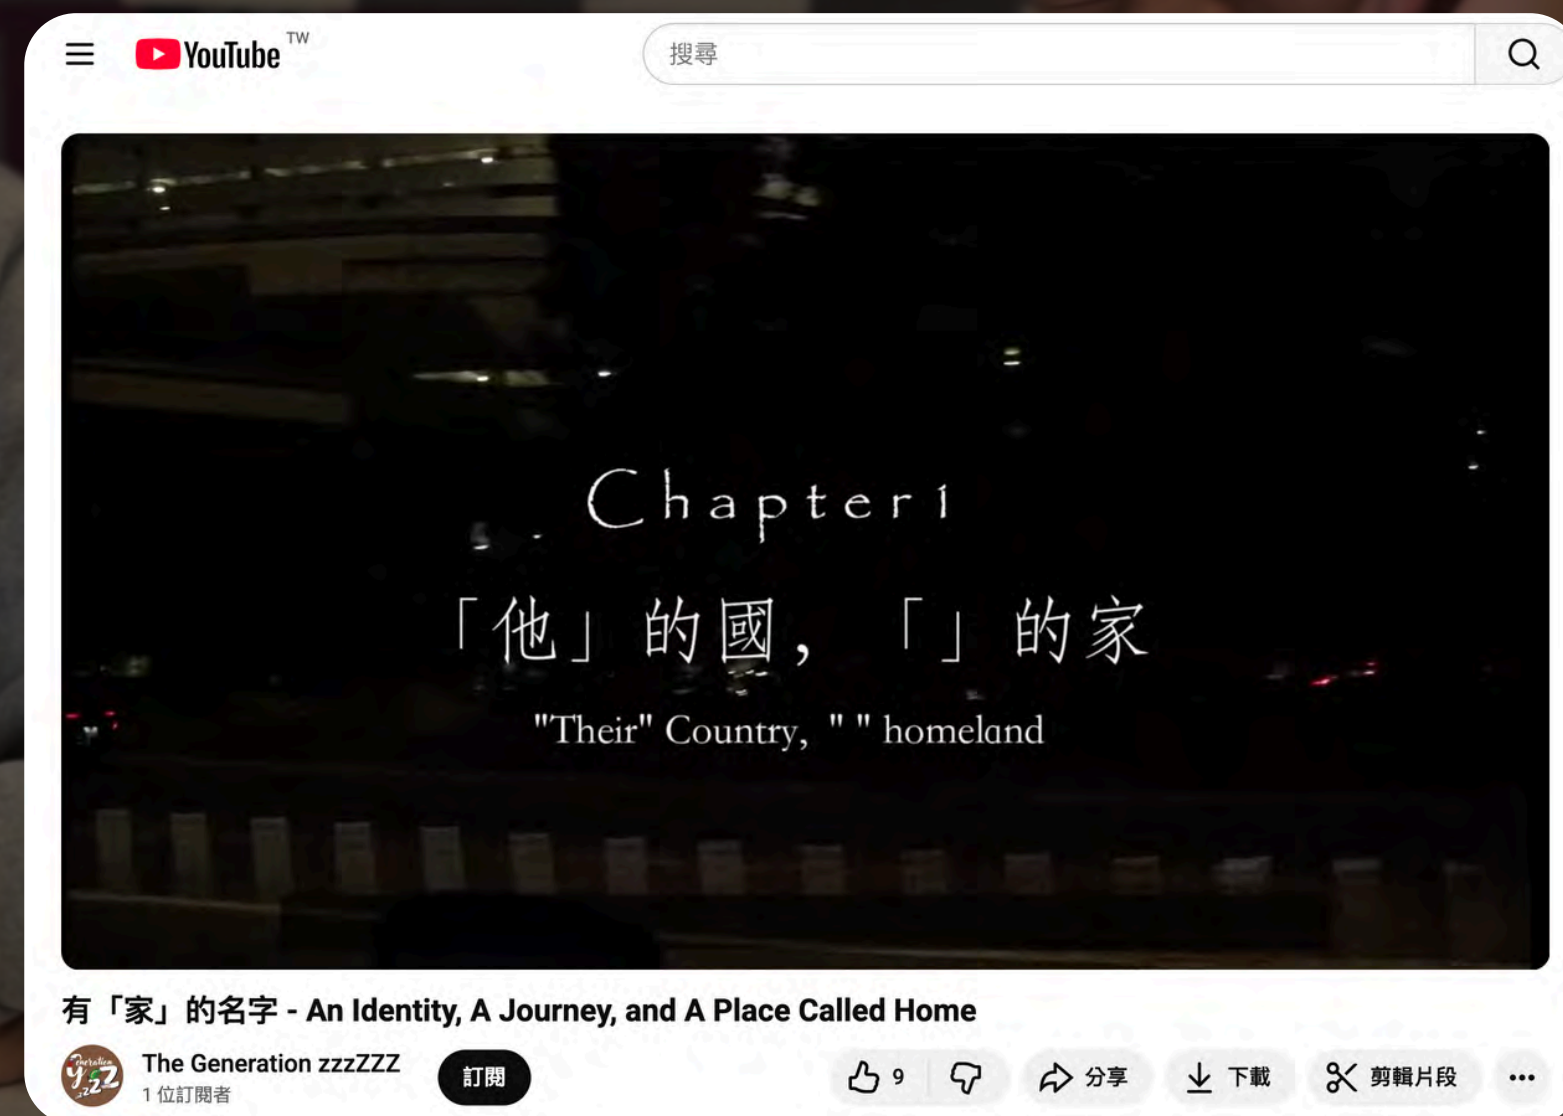 YouTube TW
搜尋
Chapter1
「他」的國，「」的家
"Their" Country, " " homeland
有「家」的名字 - An Identity, A Journey, and A Place Called Home
The Generation zzzZZZ
1 位訂閱者
訂閱
9
分享
下載
剪輯片段